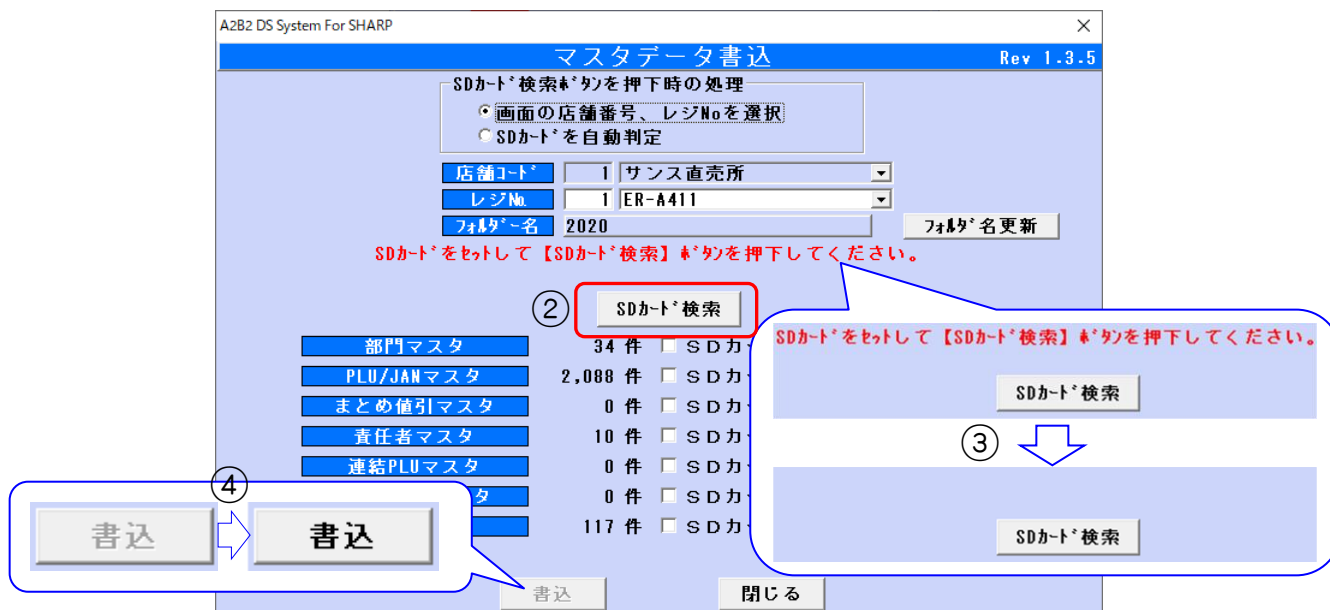 A2B2 DS System For SHARP
マスタデータ書込 Rev 1.3.5
SDｶｰﾄﾞ検索ﾎﾞﾀﾝを押下時の処理
画面の店舗番号、レジNoを選択
SDｶｰﾄﾞを自動判定
店舗ｺｰﾄﾞ 1 サンス直売所
レジ№ 1 ER-A411
ﾌｫﾙﾀﾞｰ名 2020 ﾌｫﾙﾀﾞ名更新
SDｶｰﾄﾞをｾｯﾄして【SDｶｰﾄﾞ検索】ﾎﾞﾀﾝを押下してください。
② SDｶｰﾄﾞ検索
部門マスタ 34 件 ＳＤカ
PLU/JANマスタ 2,088 件 ＳＤカ
まとめ値引マスタ 0 件 ＳＤカ
責任者マスタ 10 件 ＳＤカ
連結PLUマスタ 0 件 ＳＤカ
タ 0 件 ＳＤカ
117 件 ＳＤカ
SDｶｰﾄﾞをｾｯﾄして【SDｶｰﾄﾞ検索】ﾎﾞﾀﾝを押下してください。
SDｶｰﾄﾞ検索
③
SDｶｰﾄﾞ検索
④
書込 書込
書込 閉じる